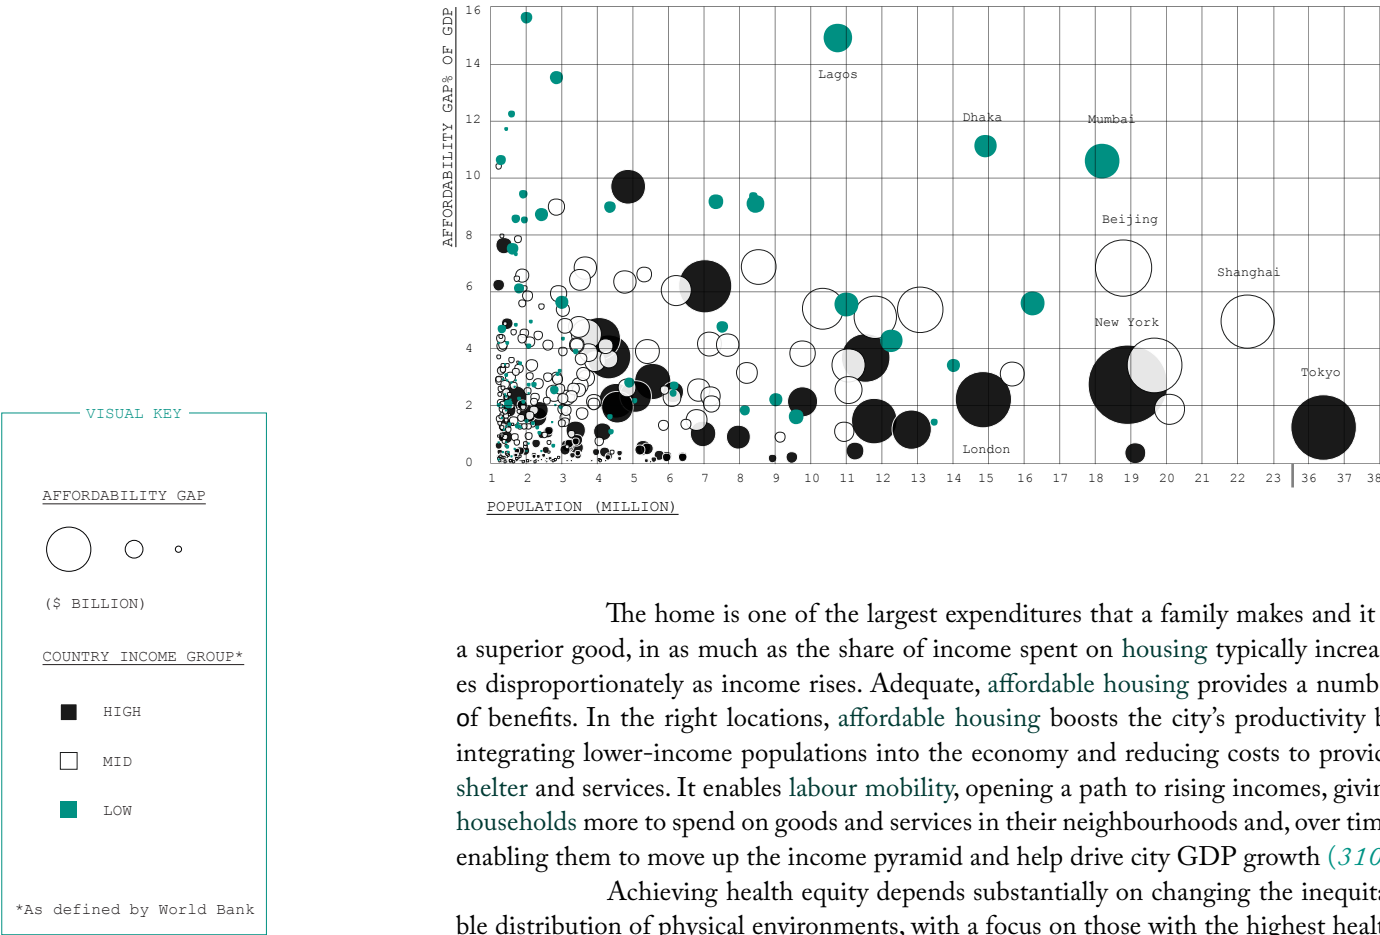 AFFORDABILITY GAP% OF GDP
16
14
12
10
8
6
4
2
0
Lagos
Dhaka
Mumbai
Beijing
Shanghai
New York
Tokyo
London
1 2 3 4 5 6 7 8 9 10 11 12 13 14 15 16 17 18 19 20 21 22 23 36 37 38
POPULATION (MILLION)
VISUAL KEY
AFFORDABILITY GAP
($ BILLION)
COUNTRY INCOME GROUP*
HIGH
MID
LOW
*As defined by World Bank
The home is one of the largest expenditures that a family makes and it
a superior good, in as much as the share of income spent on housing typically increa
es disproportionately as income rises. Adequate, affordable housing provides a numb
of benefits. In the right locations, affordable housing boosts the city's productivity b
integrating lower-income populations into the economy and reducing costs to provid
shelter and services. It enables labour mobility, opening a path to rising incomes, givin
households more to spend on goods and services in their neighbourhoods and, over tim
enabling them to move up the income pyramid and help drive city GDP growth (310
Achieving health equity depends substantially on changing the inequita
ble distribution of physical environments, with a focus on those with the highest healt